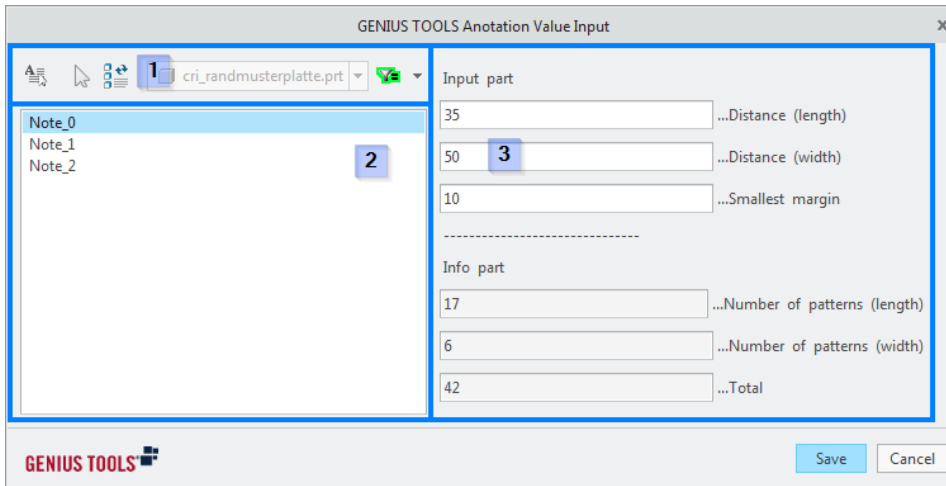 GENIUS TOOLS Anotation Value Input
1
cri_randmusterplatte.prt
Note_0
Note_1
Note_2
2
Input part
35 ...Distance (length)
50 3 ...Distance (width)
10 ...Smallest margin
-------------------------------
Info part
17 ...Number of patterns (length)
6 ...Number of patterns (width)
42 ...Total
GENIUS TOOLS
Save Cancel